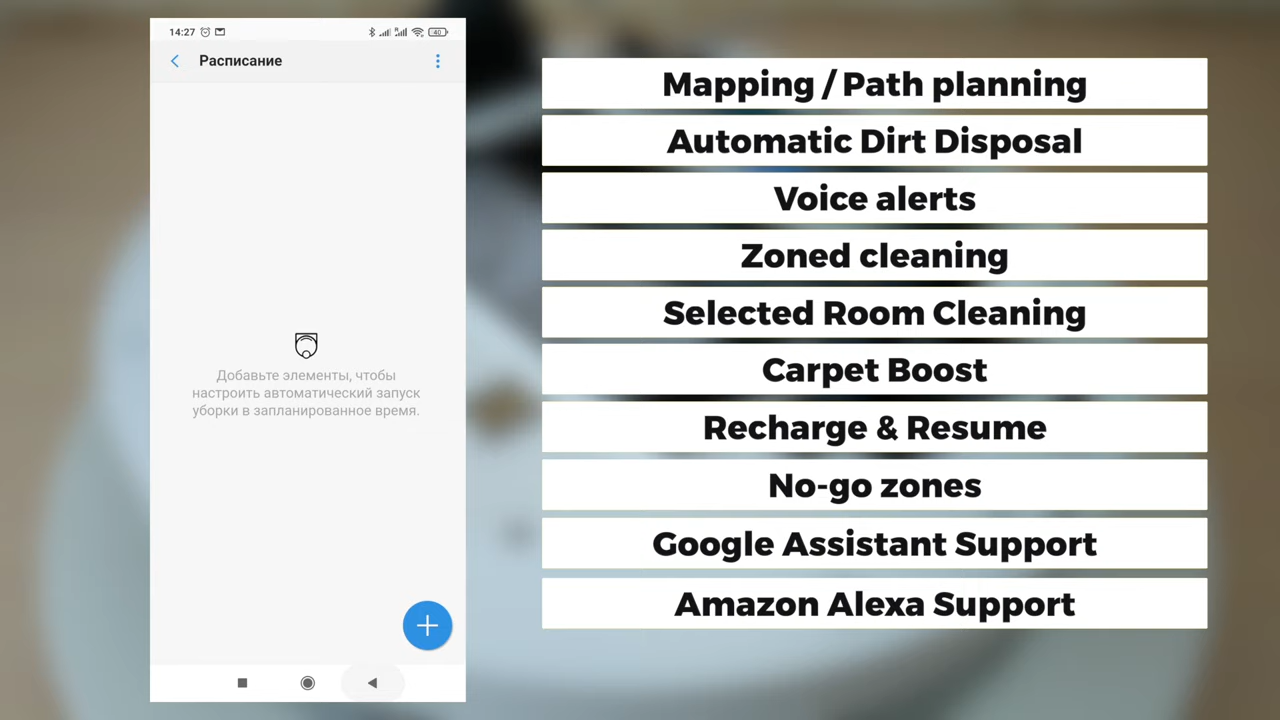 14:27
40
Расписание
Добавьте элементы, чтобы
настроить автоматический запуск
уборки в запланированное время.
Mapping / Path planning
Automatic Dirt Disposal
Voice alerts
Zoned cleaning
Selected Room Cleaning
Carpet Boost
Recharge & Resume
No-go zones
Google Assistant Support
Amazon Alexa Support